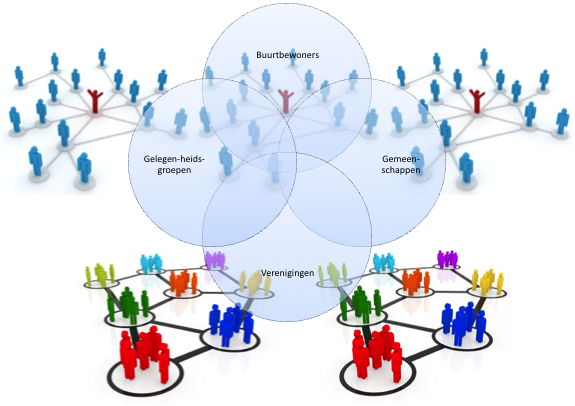 Buurtbewoners
Gelegen-heids-
groepen
Gemeen-
schappen
Verenigingen